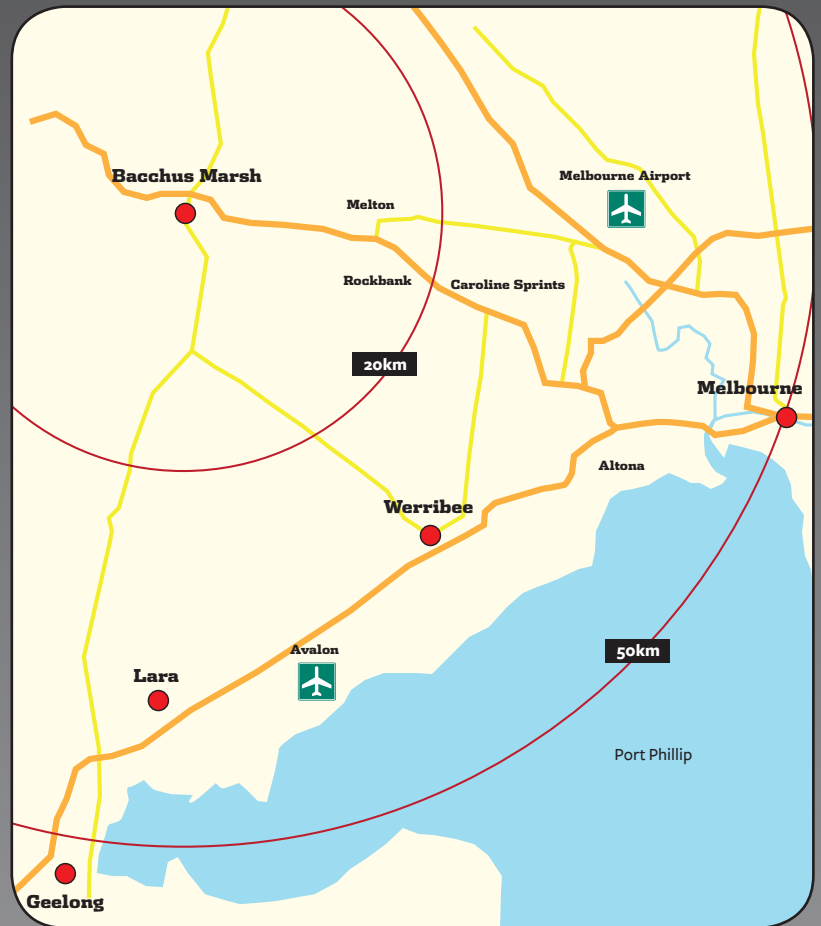 Bacchus Marsh
Melbourne Airport
Melton
Rockbank
Caroline Sprints
20km
Melbourne
Altona
Werribee
Avalon
50km
Lara
Port Phillip
Geelong